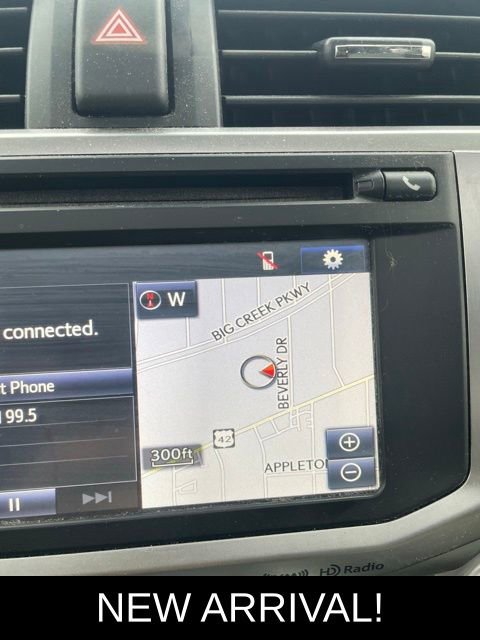 W
BIG CREEK PKWY
connected.
BEVERLY DR
t Phone
99.5
42
300ft
APPLETO
HD Radio
NEW ARRIVAL!